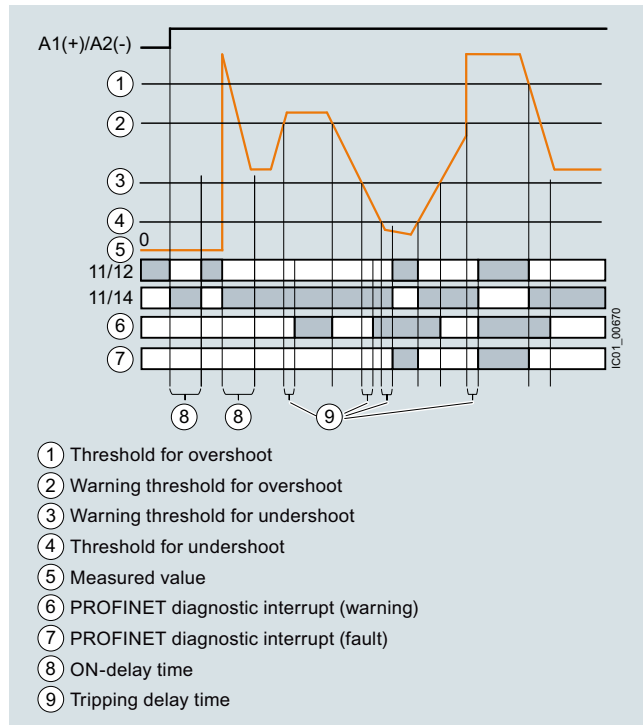 A1(+)/A2(-)
1
2
3
4
5
0
11/12
11/14
6
7
IC01_00670
8 8 9
1 Threshold for overshoot
2 Warning threshold for overshoot
3 Warning threshold for undershoot
4 Threshold for undershoot
5 Measured value
6 PROFINET diagnostic interrupt (warning)
7 PROFINET diagnostic interrupt (fault)
8 ON-delay time
9 Tripping delay time